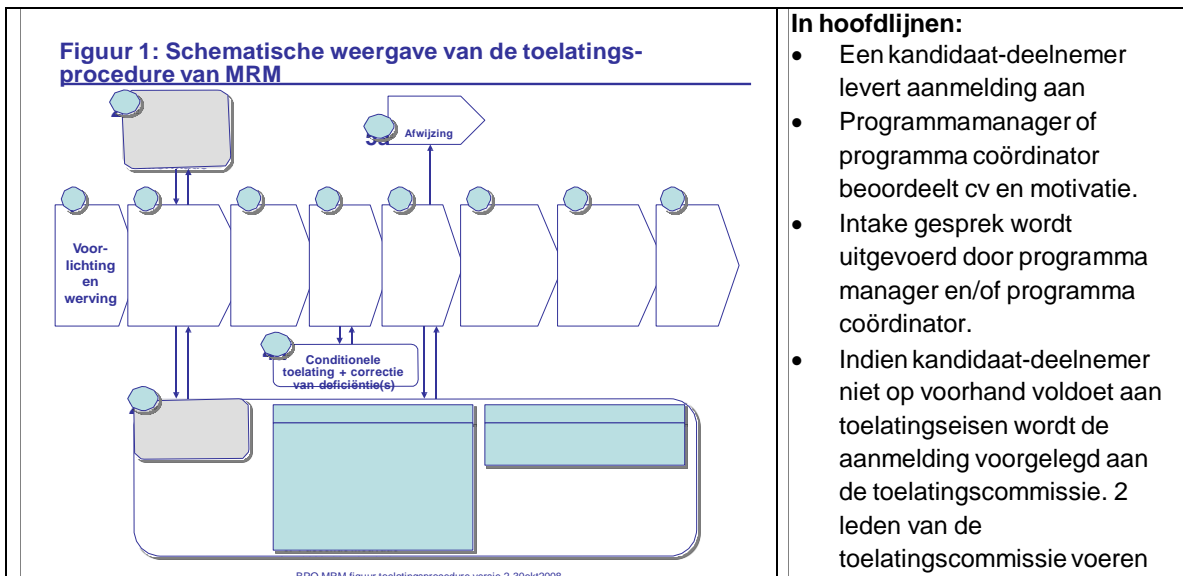 Figuur 1: Schematische weergave van de toelatings-
procedure van MRM
Afwijzing
Voor-
lichting
en
werving
Conditionele
toelating + correctie
van deficiëntie(s)
In hoofdlijnen:
• Een kandidaat-deelnemer
levert aanmelding aan
• Programmamanager of
programma coördinator
beoordeelt cv en motivatie.
• Intake gesprek wordt
uitgevoerd door programma
manager en/of programma
coördinator.
• Indien kandidaat-deelnemer
niet op voorhand voldoet aan
toelatingseisen wordt de
aanmelding voorgelegd aan
de toelatingscommissie. 2
leden van de
toelatingscommissie voeren